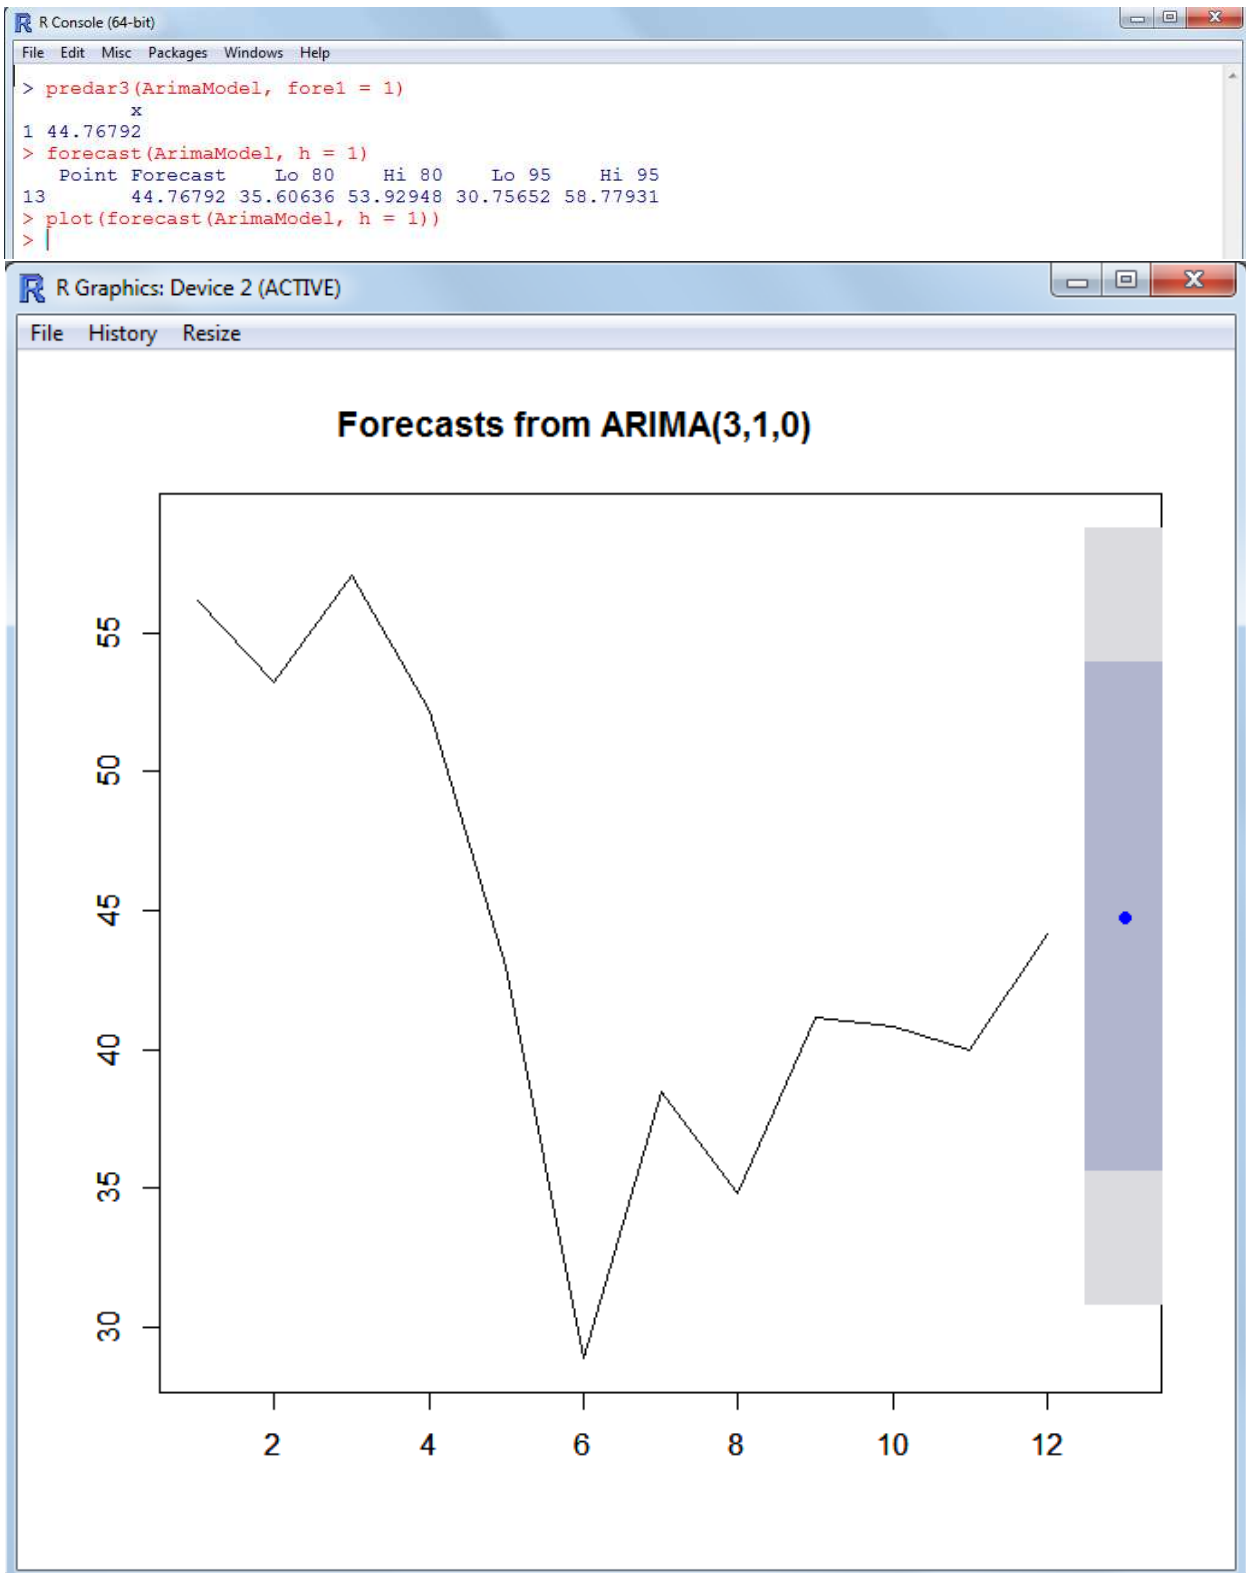 R Console (64-bit)
File Edit Misc Packages Windows Help
> predar3(ArimaModel, fore1 = 1)
x
1 44.76792
> forecast(ArimaModel, h = 1)
Point Forecast Lo 80 Hi 80 Lo 95 Hi 95
13 44.76792 35.60636 53.92948 30.75652 58.77931
> plot(forecast(ArimaModel, h = 1))
>
R Graphics: Device 2 (ACTIVE)
File History Resize
Forecasts from ARIMA(3,1,0)
55
50
45
40
35
30
2 4 6 8 10 12